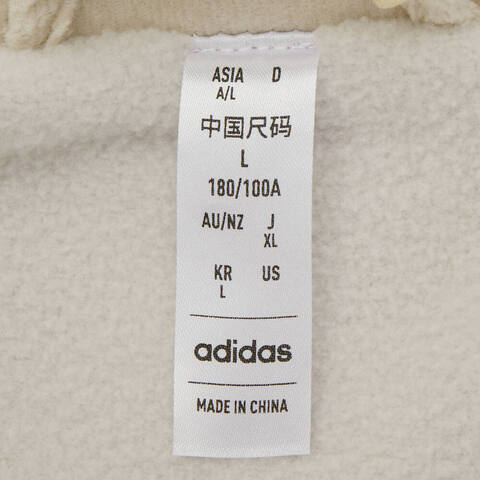 ASIA D
A/L
中国尺码
L
180/100A
AU/NZ J
XL
KR US
L
adidas
MADE IN CHINA